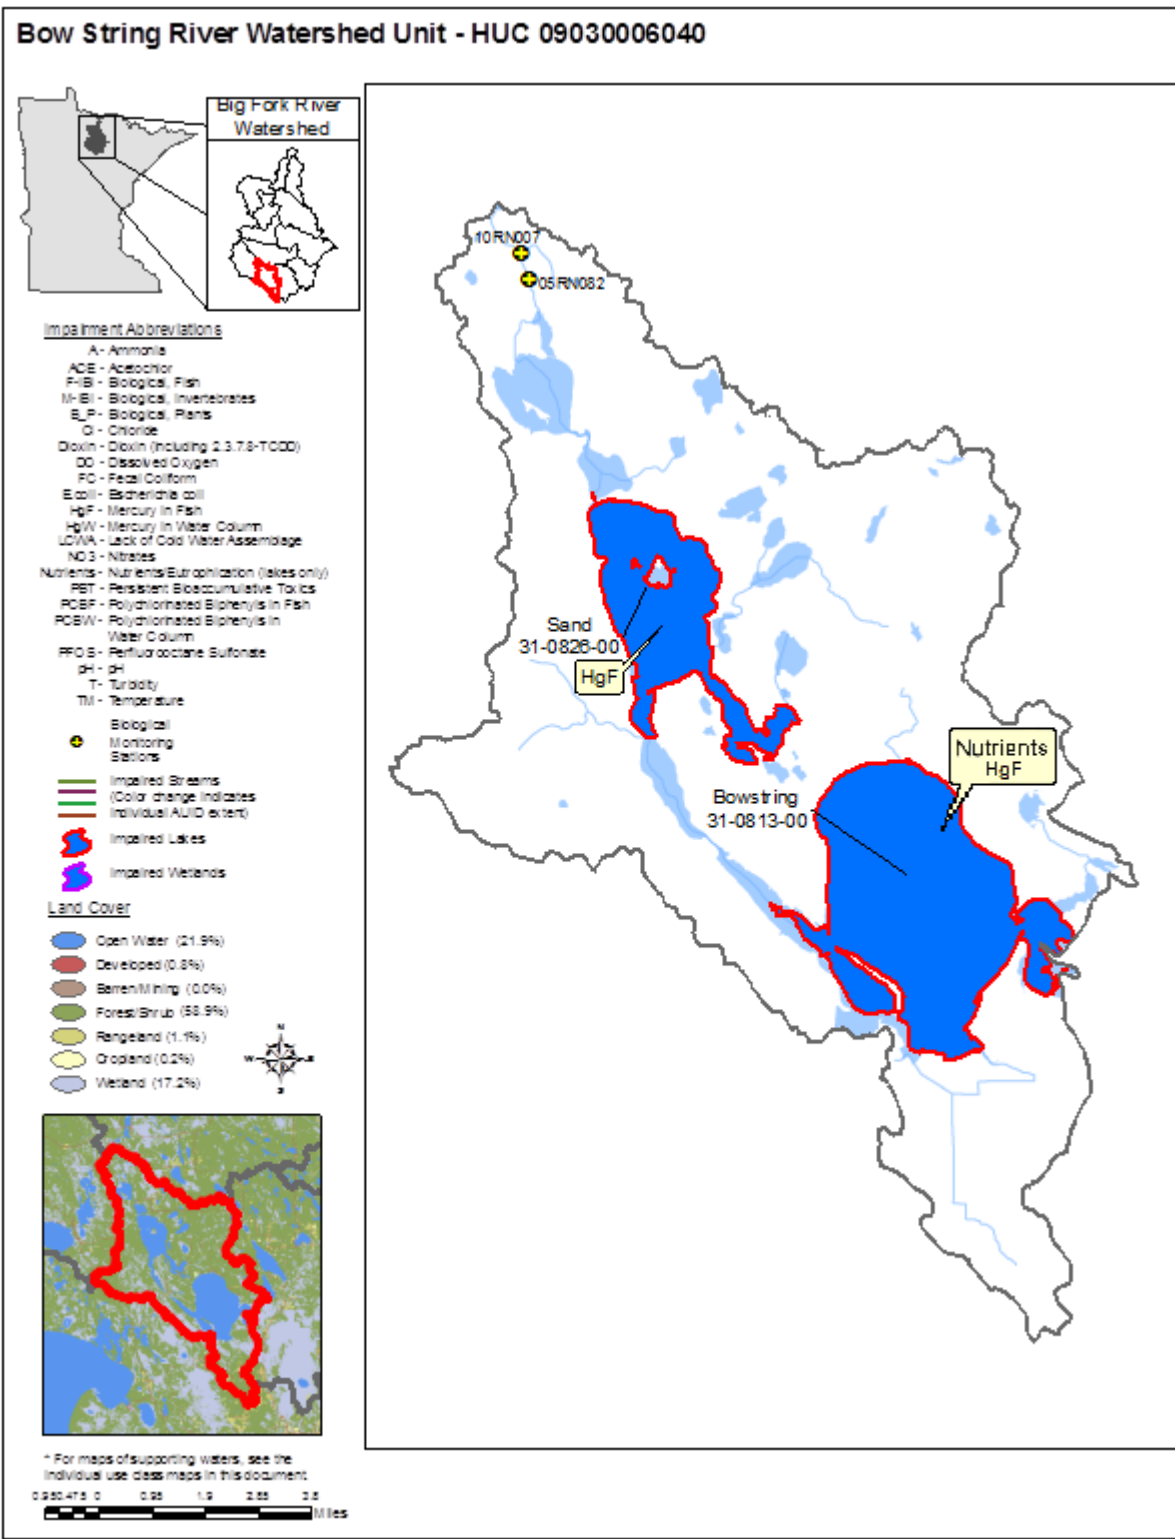 Bow String River Watershed Unit - HUC 09030006040
Big Fork River
Watershed
Impairment Abbreviations
A - Ammonia
ACE - Acetochlor
F-IBI - Biological, Fish
M-IBI - Biological, Invertebrates
B_P - Biological, Plants
Cl - Chloride
Dioxin - Dioxin (including 2.3.7.8-TCDD)
DO - Dissolved Oxygen
FC - Fecal Coliform
E.coli - Escherichia coli
HgF - Mercury in Fish
HgW - Mercury in Water Column
LCWA - Lack of Cold Water Assemblage
NO3 - Nitrates
Nutrients - Nutrients/Eutrophication (lakes only)
PBT - Persistent Bioaccumulative Toxics
PCBF - Polychlorinated Biphenyls in Fish
PCBW - Polychlorinated Biphenyls in
Water Column
PFOS - Perfluorooctane Sulfonate
pH - pH
T - Turbidity
TM - Temperature
Biological
Monitoring
Stations
Impaired Streams
(Color change indicates
individual AUID extent)
Impaired Lakes
Impaired Wetlands
Land Cover
Open Water (21.9%)
Developed (0.8%)
Barren/Mining (0.0%)
Forest/Shrub (58.9%)
Rangeland (1.1%)
Cropland (0.2%)
Wetland (17.2%)
N
W
E
S
* For maps of supporting waters, see the
individual use class maps in this document
0.95 0.475 0 0.95 1.9 2.85 3.8
Miles
10RN007
05RN082
Sand
31-0826-00
HgF
Nutrients
HgF
Bowstring
31-0813-00